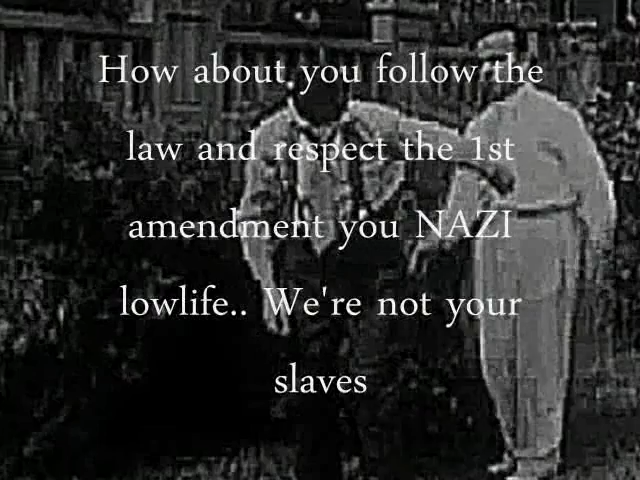 How about you follow the
law and respect the 1st
amendment you NAZI
lowlife.. We're not your
slaves